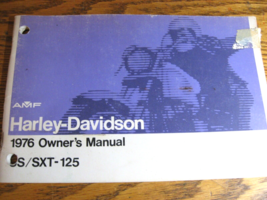 AMF
Harley-Davidson
1976 Owner's Manual
SS/SXT-125